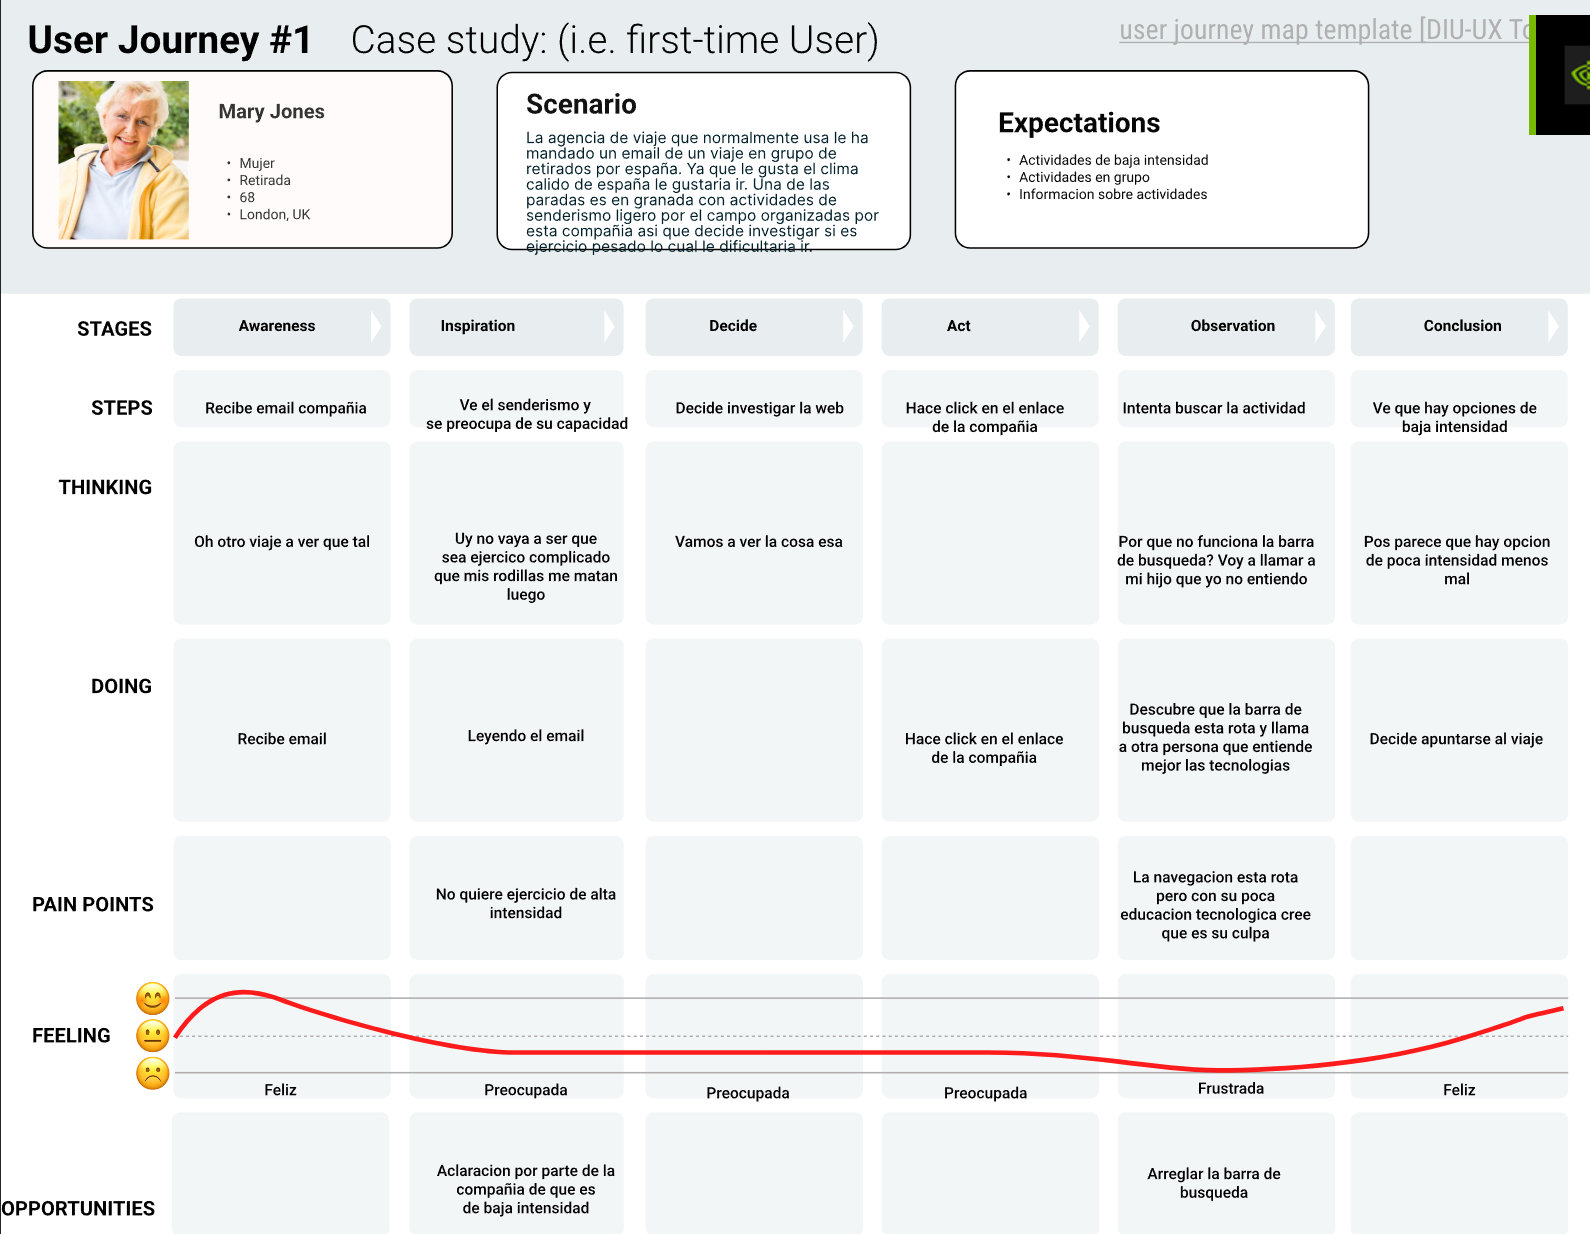 User Journey #1 Case study: (i.e. first-time User)
user journey map template [DIU-UX
Mary Jones
• Mujer
• Retirada
• 68
• London, UK
Scenario
La agencia de viaje que normalmente usa le ha
mandado un email de un viaje en grupo de
retirados por españa. Ya que le gusta el clima
calido de españa le gustaria ir. Una de las
paradas es en granada con actividades de
senderismo ligero por el campo organizadas por
esta compañia asi que decide investigar si es
ejercicio pesado lo cual le dificultaria ir.
Expectations
• Actividades de baja intensidad
• Actividades en grupo
• Informacion sobre actividades
STAGES
Awareness
Inspiration
Decide
Act
Observation
Conclusion
STEPS
Recibe email compañia
Ve el senderismo y
se preocupa de su capacidad
Decide investigar la web
Hace click en el enlace
de la compañia
Intenta buscar la actividad
Ve que hay opciones de
baja intensidad
THINKING
Oh otro viaje a ver que tal
Uy no vaya a ser que
sea ejercico complicado
que mis rodillas me matan
luego
Vamos a ver la cosa esa
Por que no funciona la barra
de busqueda? Voy a llamar a
mi hijo que yo no entiendo
Pos parece que hay opcion
de poca intensidad menos
mal
DOING
Recibe email
Leyendo el email
Hace click en el enlace
de la compañia
Descubre que la barra de
busqueda esta rota y llama
a otra persona que entiende
mejor las tecnologias
Decide apuntarse al viaje
PAIN POINTS
No quiere ejercicio de alta
intensidad
La navegacion esta rota
pero con su poca
educacion tecnologica cree
que es su culpa
FEELING
Feliz
Preocupada
Preocupada
Preocupada
Frustrada
Feliz
OPPORTUNITIES
Aclaracion por parte de la
compañia de que es
de baja intensidad
Arreglar la barra de
busqueda